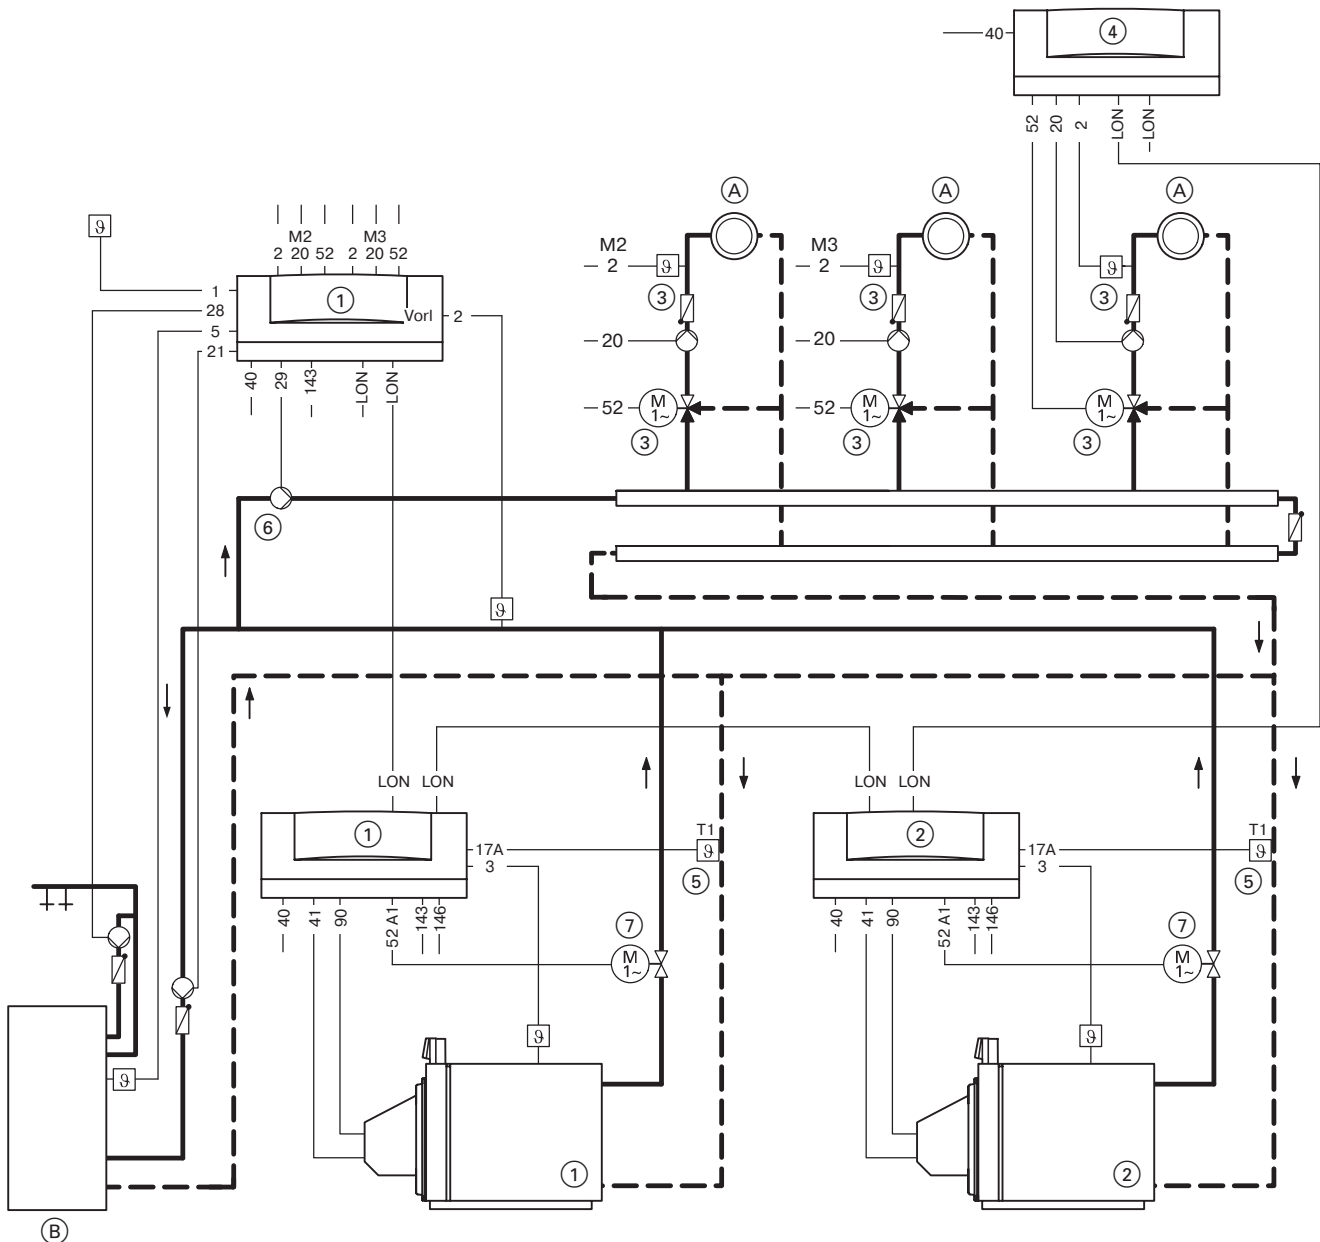 40 4
52 20 2 LON LON
A A A
ϑ
M2 M3
2 20 52 2 20 52
M2 M3
2 ϑ 2 ϑ ϑ
1 1
3 3 3
28
Vorl 2
5
20 20
21
40 29 143 LON LON
52 M 1~ 52 M 1~ M 1~
3 3 3
6
ϑ
LON LON LON LON
1 2
T1 T1
17A ϑ 17A ϑ
3 3
5 5
40 41 90 52 A1 143 146 40 41 90 52 A1 143 146
7 7
M 1~ M 1~
ϑ ϑ
ϑ
1 2
B